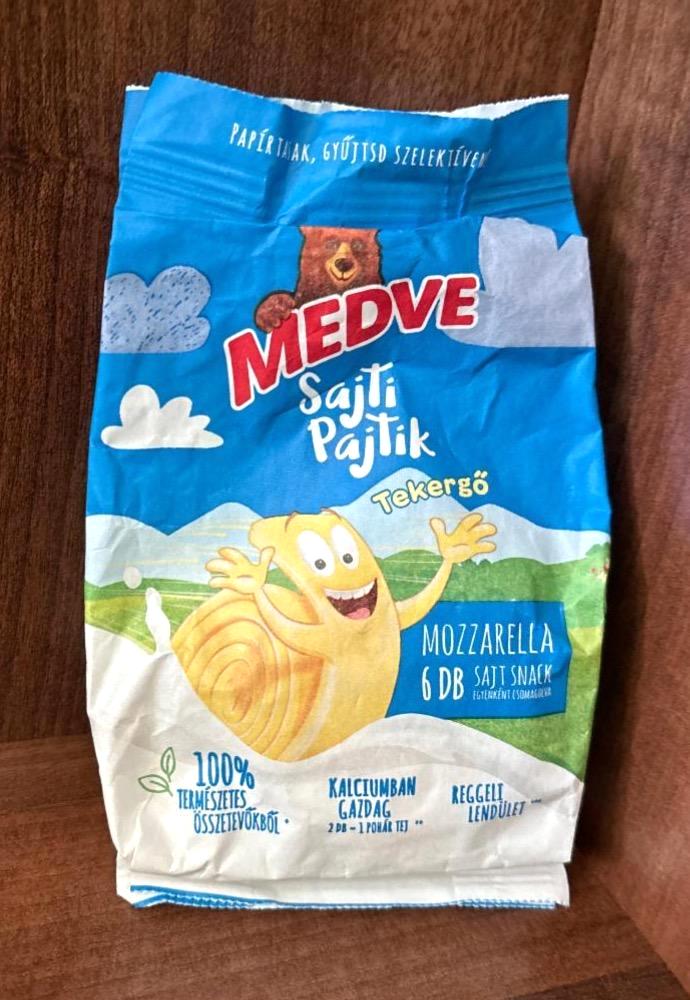 PAPÍRTASAK, GYŰJTSD SZELEKTÍVEN
MEDVE
Sajti
Pajtik
Tekergő
MOZZARELLA
6 DB SAJT SNACK
EGYENKÉNT CSOMAGOLVA
100%
TERMÉSZETES
ÖSSZETEVŐKBŐL*
KALCIUMBAN
GAZDAG
2 DB = 1 POHÁR TEJ**
REGGELI
LENDÜLET***